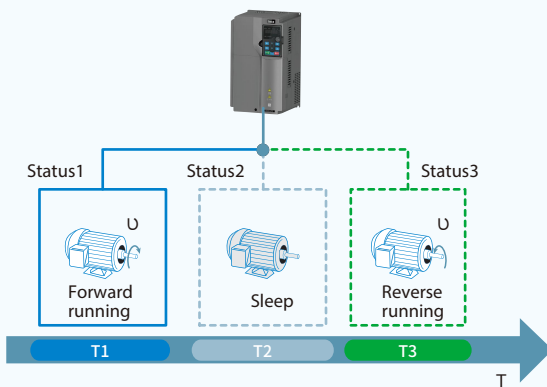 Status1
Status2
Status3
Forward
running
Sleep
Reverse
running
T1
T2
T3
T